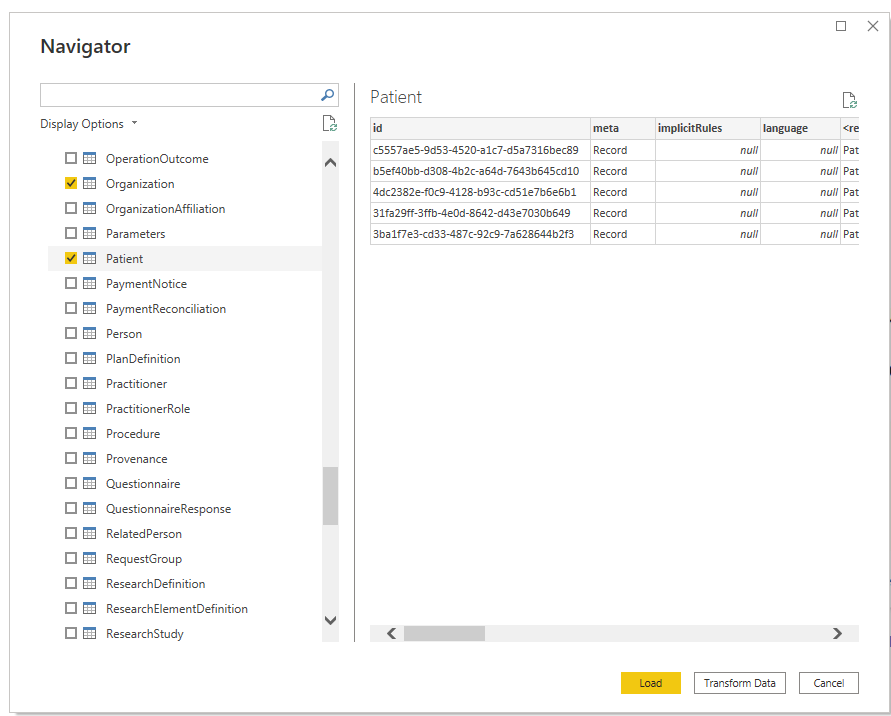 Navigator
Display Options
OperationOutcome
Organization
OrganizationAffiliation
Parameters
Patient
PaymentNotice
PaymentReconciliation
Person
PlanDefinition
Practitioner
PractitionerRole
Procedure
Provenance
Questionnaire
QuestionnaireResponse
RelatedPerson
RequestGroup
ResearchDefinition
ResearchElementDefinition
ResearchStudy
Patient
id meta implicitRules language <re
c5557ae5-9d53-4520-a1c7-d5a7316bec89 Record null null Pat
b5ef40bb-d308-4b2c-a64d-7643b645cd10 Record null null Pat
4dc2382e-f0c9-4128-b93c-cd51e7b6e6b1 Record null null Pat
31fa29ff-3ffb-4e0d-8642-d43e7030b649 Record null null Pat
3ba1f7e3-cd33-487c-92c9-7a628644b2f3 Record null null Pat
Load Transform Data Cancel